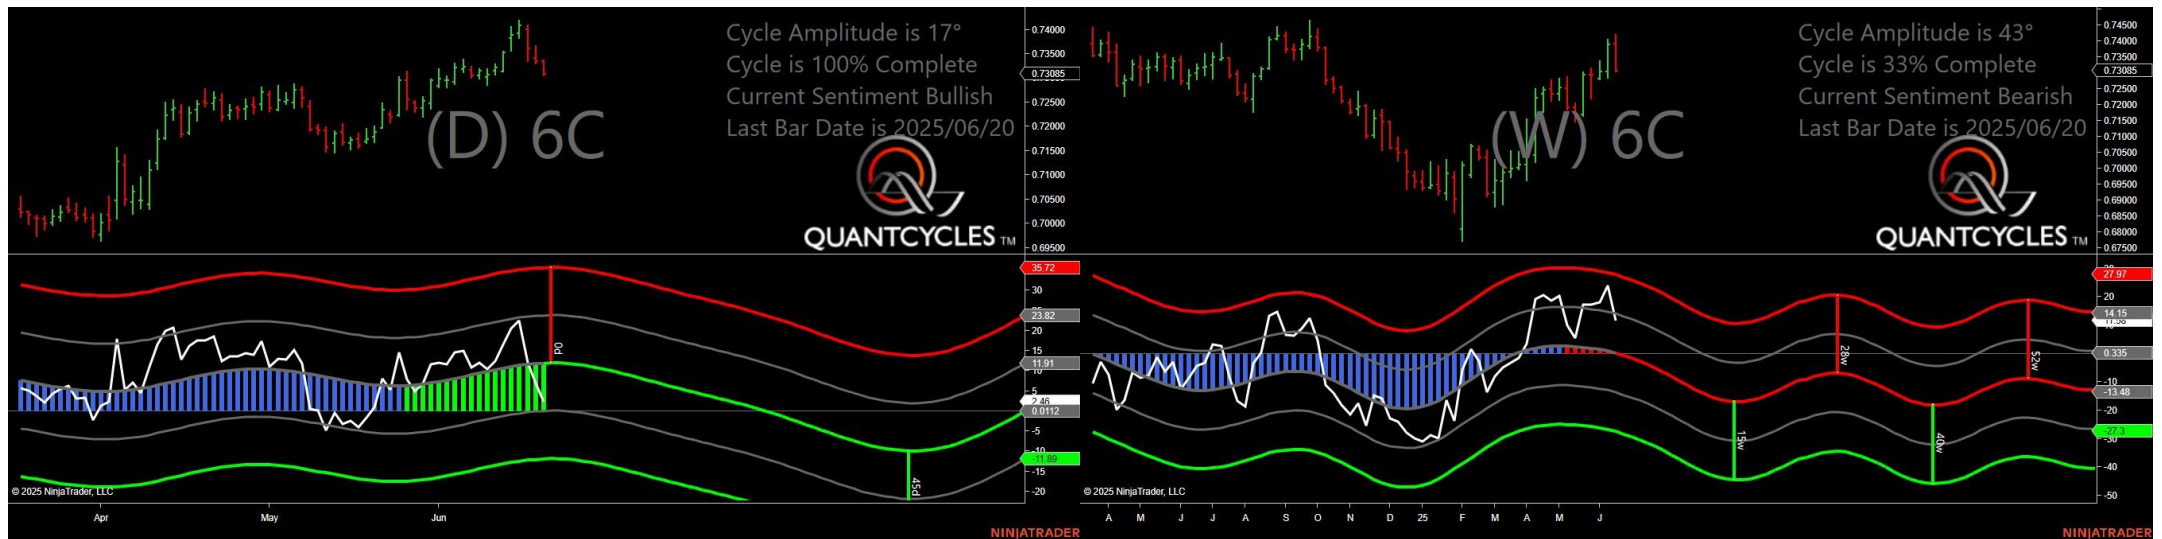 Cycle Amplitude is 17°
Cycle is 100% Complete
Current Sentiment Bullish
Last Bar Date is 2025/06/20
(D) 6C
QUANTCYCLES TM
0.74000
0.73500
0.73085
0.72500
0.72000
0.71500
0.71000
0.70500
0.70000
0.69500
35.72
30
23.82
20
15
11.91
10
5
2.46
0.0112
-5
-10
-11.89
-15
-20
0d
45d
© 2025 NinjaTrader, LLC
Apr May Jun
NINJATRADER
Cycle Amplitude is 43°
Cycle is 33% Complete
Current Sentiment Bearish
Last Bar Date is 2025/06/20
(W) 6C
QUANTCYCLES TM
0.74500
0.74000
0.73500
0.73085
0.72500
0.72000
0.71500
0.71000
0.70500
0.70000
0.69500
0.69000
0.68500
0.68000
0.67500
27.97
20
14.15
0.335
-10
-13.48
-20
-27.3
-30
-40
-50
15w
28w
40w
52w
© 2025 NinjaTrader, LLC
A M J J A S O N D 25 F M A M J
NINJATRADER